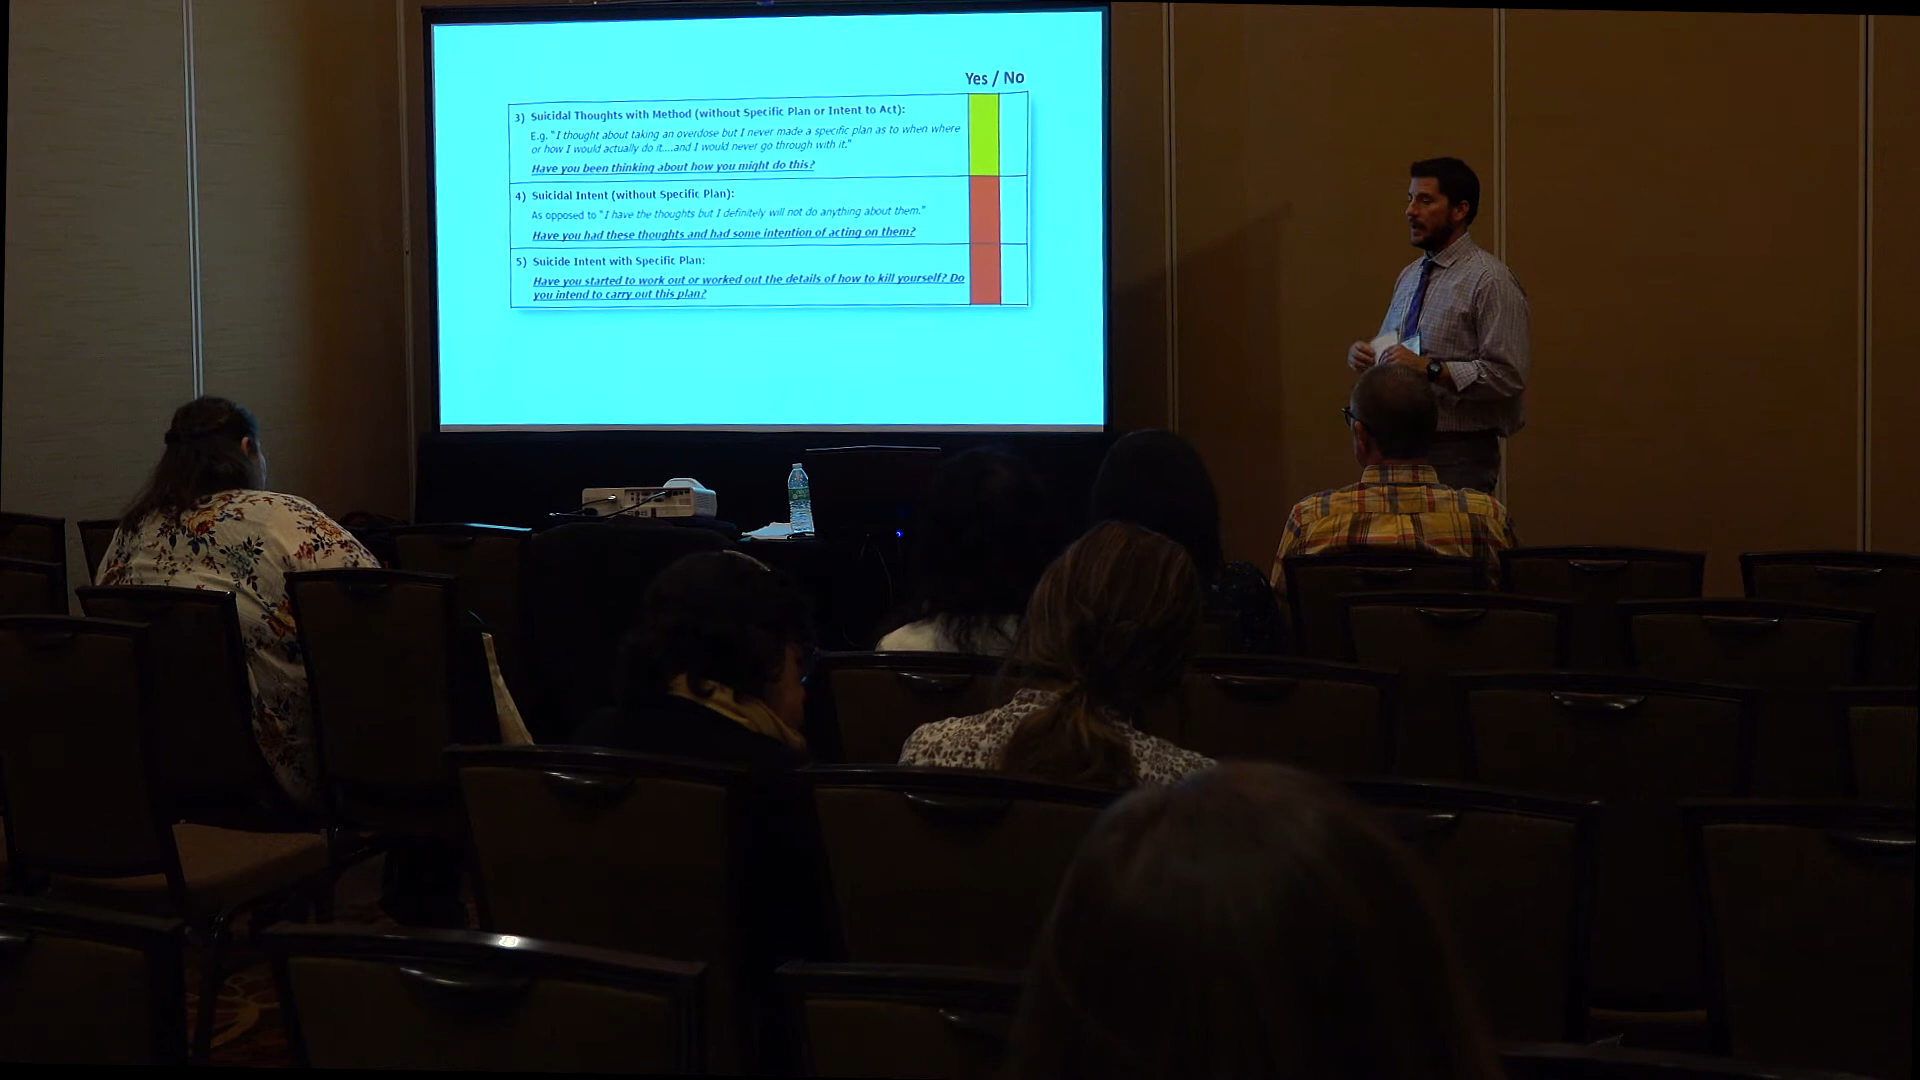 Yes / No
3) Suicidal Thoughts with Method (without Specific Plan or Intent to Act):
E.g. "I thought about taking an overdose but I never made a specific plan as to when where
or how I would actually do it....and I would never go through with it."
Have you been thinking about how you might do this?
4) Suicidal Intent (without Specific Plan):
As opposed to "I have the thoughts but I definitely will not do anything about them."
Have you had these thoughts and had some intention of acting on them?
5) Suicide Intent with Specific Plan:
Have you started to work out or worked out the details of how to kill yourself? Do
you intend to carry out this plan?